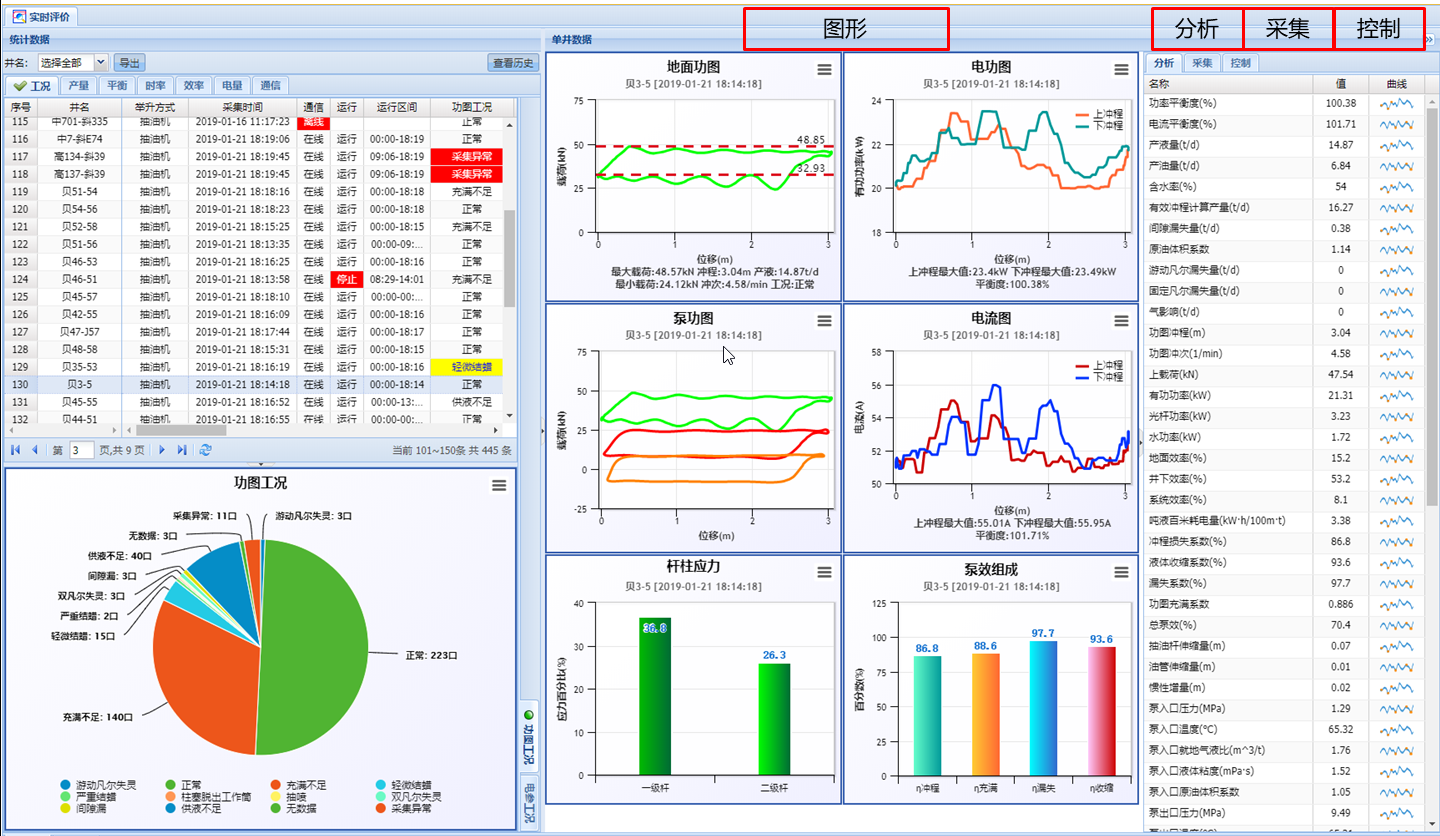 实时评价
图形
分析 采集 控制
统计数据
单井数据
井名: 选择全部 导出 查看历史
工况 产量 平衡 时率 效率 电量 通信
序号 井名 举升方式 采集时间 通信 运行 运行区间 功图工况
115 中701-斜335 抽油机 2019-01-16 11:17:23 离线 正常
116 中7-斜E74 抽油机 2019-01-21 18:19:06 在线 运行 00:00-18:19 正常
117 高134-斜39 抽油机 2019-01-21 18:19:45 在线 运行 09:06-18:19 采集异常
118 高137-斜39 抽油机 2019-01-21 18:19:45 在线 运行 09:06-18:19 采集异常
119 贝51-54 抽油机 2019-01-21 18:18:16 在线 运行 00:00-18:18 充满不足
120 贝54-56 抽油机 2019-01-21 18:18:23 在线 运行 00:00-18:18 正常
121 贝52-58 抽油机 2019-01-21 18:15:25 在线 运行 00:00-18:15 充满不足
122 贝51-56 抽油机 2019-01-21 18:13:35 在线 运行 00:00-09:... 正常
123 贝46-53 抽油机 2019-01-21 18:16:25 在线 运行 00:00-18:16 正常
124 贝46-51 抽油机 2019-01-21 18:13:58 在线 停止 08:29-14:01 充满不足
125 贝45-57 抽油机 2019-01-21 18:18:10 在线 运行 00:00-00:... 正常
126 贝42-55 抽油机 2019-01-21 18:16:09 在线 运行 00:00-18:16 正常
127 贝47-J57 抽油机 2019-01-21 18:17:44 在线 运行 00:00-18:17 正常
128 贝48-58 抽油机 2019-01-21 18:15:31 在线 运行 00:00-18:15 正常
129 贝35-53 抽油机 2019-01-21 18:16:19 在线 运行 00:00-18:16 轻微结蜡
130 贝3-5 抽油机 2019-01-21 18:14:18 在线 运行 00:00-18:14 正常
131 贝45-55 抽油机 2019-01-21 18:16:52 在线 运行 00:00-13:... 供液不足
132 贝44-51 抽油机 2019-01-21 18:16:55 在线 运行 00:00-00:... 正常
第 3 页,共 9 页 当前 101~150条 共 445 条
功图工况
采集异常: 11口 游动凡尔失灵: 3口
无数据: 3口
供液不足: 40口
间隙漏: 3口
双凡尔失灵: 3口
严重结蜡: 2口
轻微结蜡: 15口
正常: 223口
充满不足: 140口
游动凡尔失灵 正常 充满不足 轻微结蜡
严重结蜡 柱塞脱出工作筒 抽喷 双凡尔失灵
间隙漏 供液不足 无数据 采集异常
功图工况
电参工况
地面功图
贝3-5 [2019-01-21 18:14:18]
载荷(kN)
75
50
25
0
48.85
32.93
0 1 2 3
位移(m)
最大载荷:48.57kN 冲程:3.04m 产液:14.87t/d
最小载荷:24.12kN 冲次:4.58/min 工况:正常
电功图
贝3-5 [2019-01-21 18:14:18]
有功功率(kW)
24
22
20
18
上冲程
下冲程
0 1 2 3
位移(m)
上冲程最大值:23.4kW 下冲程最大值:23.49kW
平衡度:100.38%
泵功图
贝3-5 [2019-01-21 18:14:18]
载荷(kN)
75
50
25
0
-25
0 1 2 3
位移(m)
电流图
贝3-5 [2019-01-21 18:14:18]
电流(A)
58
56
54
52
50
上冲程
下冲程
0 1 2 3
位移(m)
上冲程最大值:55.01A 下冲程最大值:55.95A
平衡度:101.71%
杆柱应力
贝3-5 [2019-01-21 18:14:18]
应力百分比(%)
40
30
20
10
0
36.8
26.3
一级杆 二级杆
泵效组成
贝3-5 [2019-01-21 18:14:18]
百分数(%)
125
100
75
50
25
0
86.8 88.6 97.7 93.6
η冲程 η充满 η漏失 η收缩
分析 采集 控制
名称 值 曲线
功率平衡度(%) 100.38
电流平衡度(%) 101.71
产液量(t/d) 14.87
产油量(t/d) 6.84
含水率(%) 54
有效冲程计算产量(t/d) 16.27
间隙漏失量(t/d) 0.38
原油体积系数 1.14
游动凡尔漏失量(t/d) 0
固定凡尔漏失量(t/d) 0
气影响(t/d) 0
功图冲程(m) 3.04
功图冲次(1/min) 4.58
上载荷(kN) 47.54
有功功率(kW) 21.31
光杆功率(kW) 3.23
水功率(kW) 1.72
地面效率(%) 15.2
井下效率(%) 53.2
系统效率(%) 8.1
吨液百米耗电量(kW·h/100m·t) 3.38
冲程损失系数(%) 86.8
液体收缩系数(%) 93.6
漏失系数(%) 97.7
功图充满系数 0.886
总泵效(%) 70.4
抽油杆伸缩量(m) 0.07
油管伸缩量(m) 0.01
惯性增量(m) 0.02
泵入口压力(MPa) 1.29
泵入口温度(℃) 65.32
泵入口就地气液比(m^3/t) 1.76
泵入口液体粘度(mPa·s) 1.52
泵入口原油体积系数 1.05
泵出口压力(MPa) 9.49